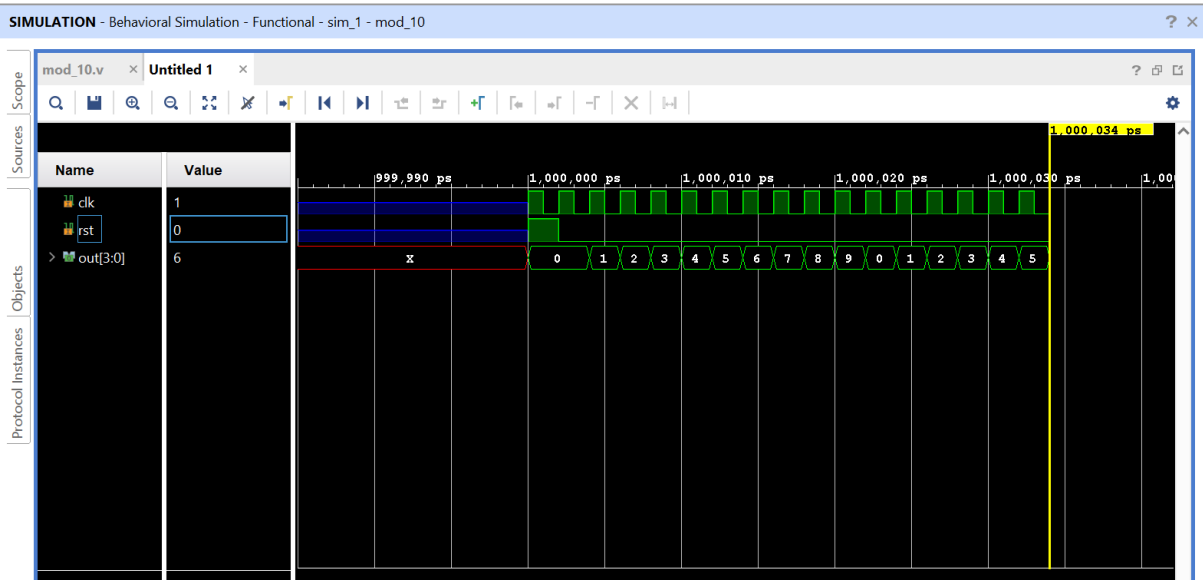 SIMULATION - Behavioral Simulation - Functional - sim_1 - mod_10 ? ×
Scope
Sources
Objects
Protocol Instances
mod_10.v × Untitled 1 × ?
1,000,034 ps
Name Value
999,990 ps 1,000,000 ps 1,000,010 ps 1,000,020 ps 1,000,030 ps 1,00
clk 1
rst 0
> out[3:0] 6 X 0 1 2 3 4 5 6 7 8 9 0 1 2 3 4 5